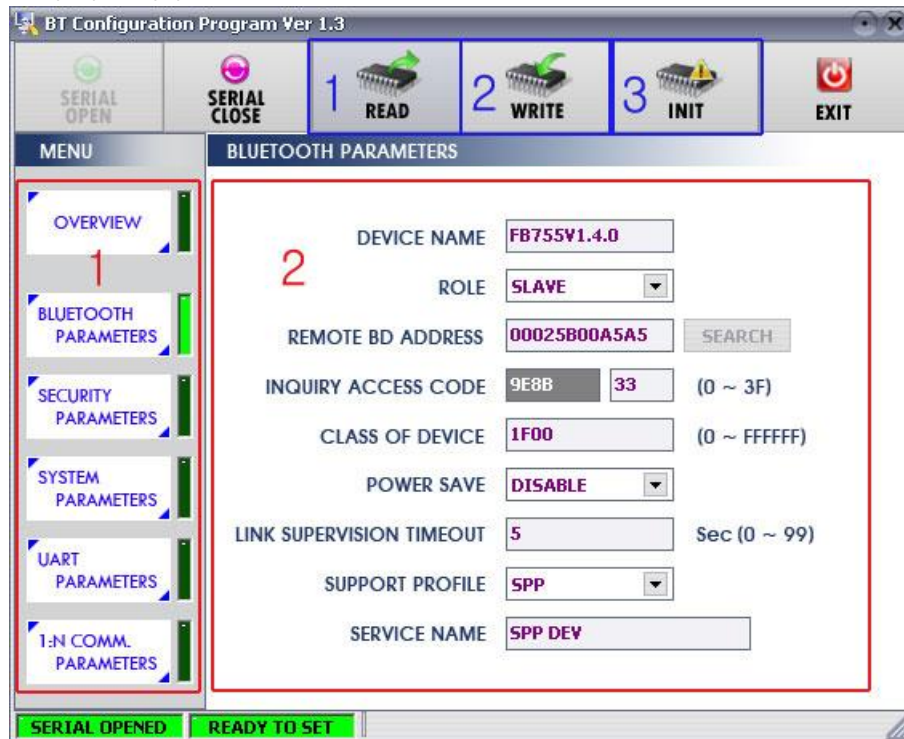 BT Configuration Program Ver 1.3
SERIAL
OPEN
SERIAL
CLOSE
1 READ
2 WRITE
3 INIT
EXIT
MENU
BLUETOOTH PARAMETERS
OVERVIEW
1
BLUETOOTH
PARAMETERS
SECURITY
PARAMETERS
SYSTEM
PARAMETERS
UART
PARAMETERS
1:N COMM.
PARAMETERS
2
DEVICE NAME FB755V1.4.0
ROLE SLAVE
REMOTE BD ADDRESS 00025B00A5A5 SEARCH
INQUIRY ACCESS CODE 9E8B 33 (0 ~ 3F)
CLASS OF DEVICE 1F00 (0 ~ FFFFFF)
POWER SAVE DISABLE
LINK SUPERVISION TIMEOUT 5 Sec (0 ~ 99)
SUPPORT PROFILE SPP
SERVICE NAME SPP DEV
SERIAL OPENED READY TO SET